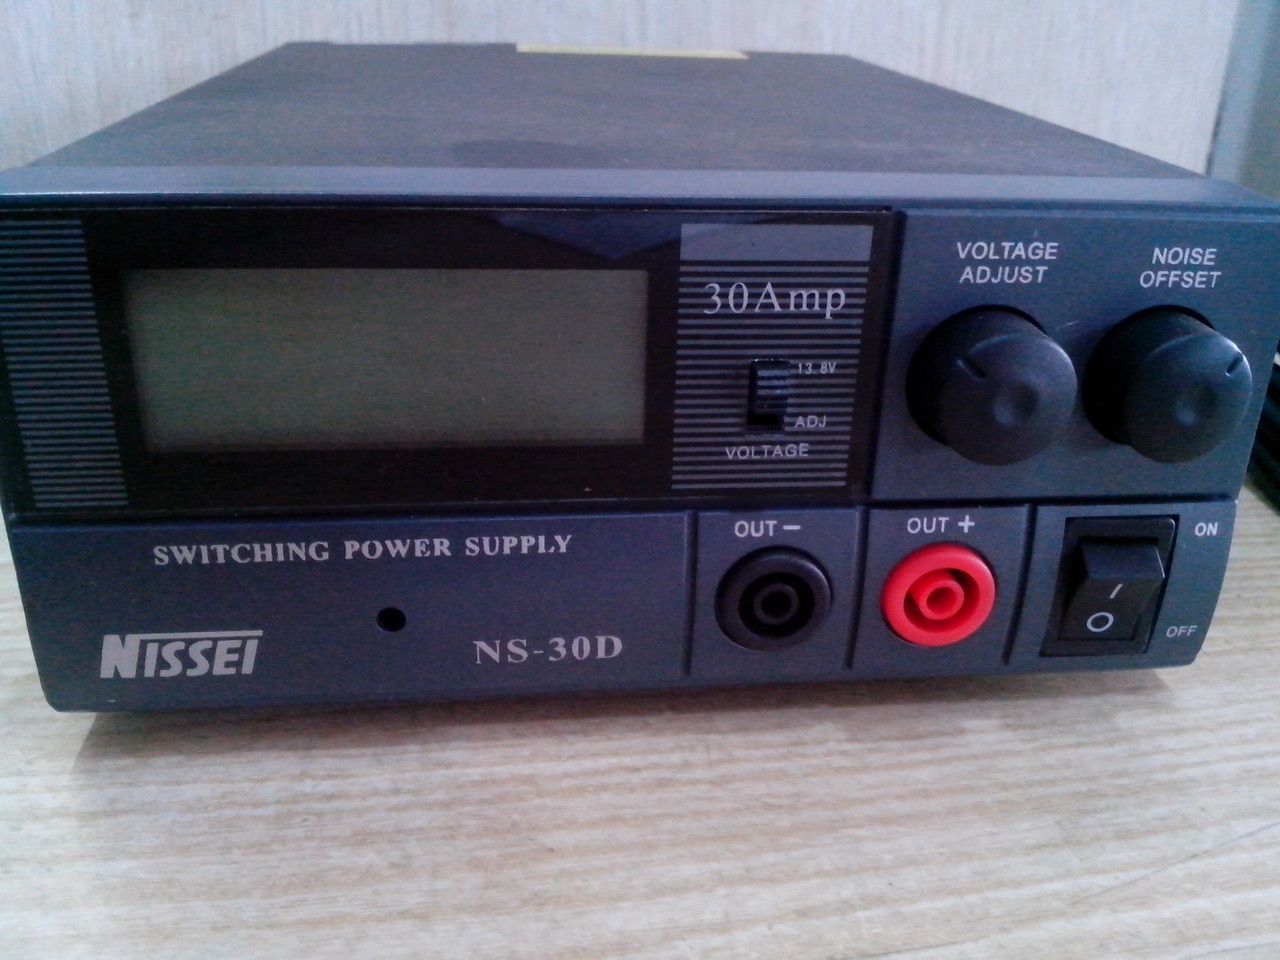 VOLTAGE
ADJUST
NOISE
OFFSET
30Amp
13.8V
ADJ
VOLTAGE
SWITCHING POWER SUPPLY
NISSEI
NS-30D
OUT −
OUT +
ON
I
O
OFF